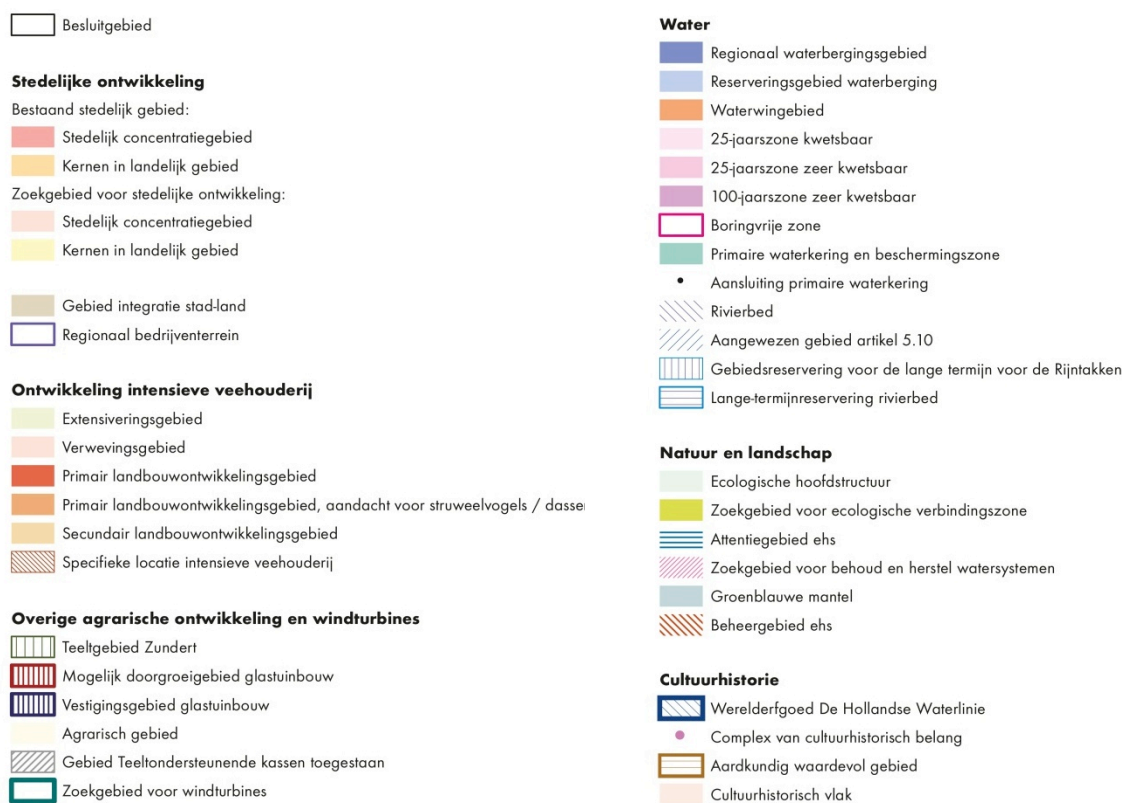 Besluitgebied
Stedelijke ontwikkeling
Bestaand stedelijk gebied:
Stedelijk concentratiegebied
Kernen in landelijk gebied
Zoekgebied voor stedelijke ontwikkeling:
Stedelijk concentratiegebied
Kernen in landelijk gebied
Gebied integratie stad-land
Regionaal bedrijventerrein
Ontwikkeling intensieve veehouderij
Extensiveringsgebied
Verwevingsgebied
Primair landbouwontwikkelingsgebied
Primair landbouwontwikkelingsgebied, aandacht voor struweelvogels / dasse
Secundair landbouwontwikkelingsgebied
Specifieke locatie intensieve veehouderij
Overige agrarische ontwikkeling en windturbines
Teeltgebied Zundert
Mogelijk doorgroeigebied glastuinbouw
Vestigingsgebied glastuinbouw
Agrarisch gebied
Gebied Teeltondersteunende kassen toegestaan
Zoekgebied voor windturbines
Water
Regionaal waterbergingsgebied
Reserveringsgebied waterberging
Waterwingebied
25-jaarszone kwetsbaar
25-jaarszone zeer kwetsbaar
100-jaarszone zeer kwetsbaar
Boringvrije zone
Primaire waterkering en beschermingszone
Aansluiting primaire waterkering
Rivierbed
Aangewezen gebied artikel 5.10
Gebiedsreservering voor de lange termijn voor de Rijntakken
Lange-termijnreservering rivierbed
Natuur en landschap
Ecologische hoofdstructuur
Zoekgebied voor ecologische verbindingszone
Attentiegebied ehs
Zoekgebied voor behoud en herstel watersystemen
Groenblauwe mantel
Beheergebied ehs
Cultuurhistorie
Werelderfgoed De Hollandse Waterlinie
Complex van cultuurhistorisch belang
Aardkundig waardevol gebied
Cultuurhistorisch vlak